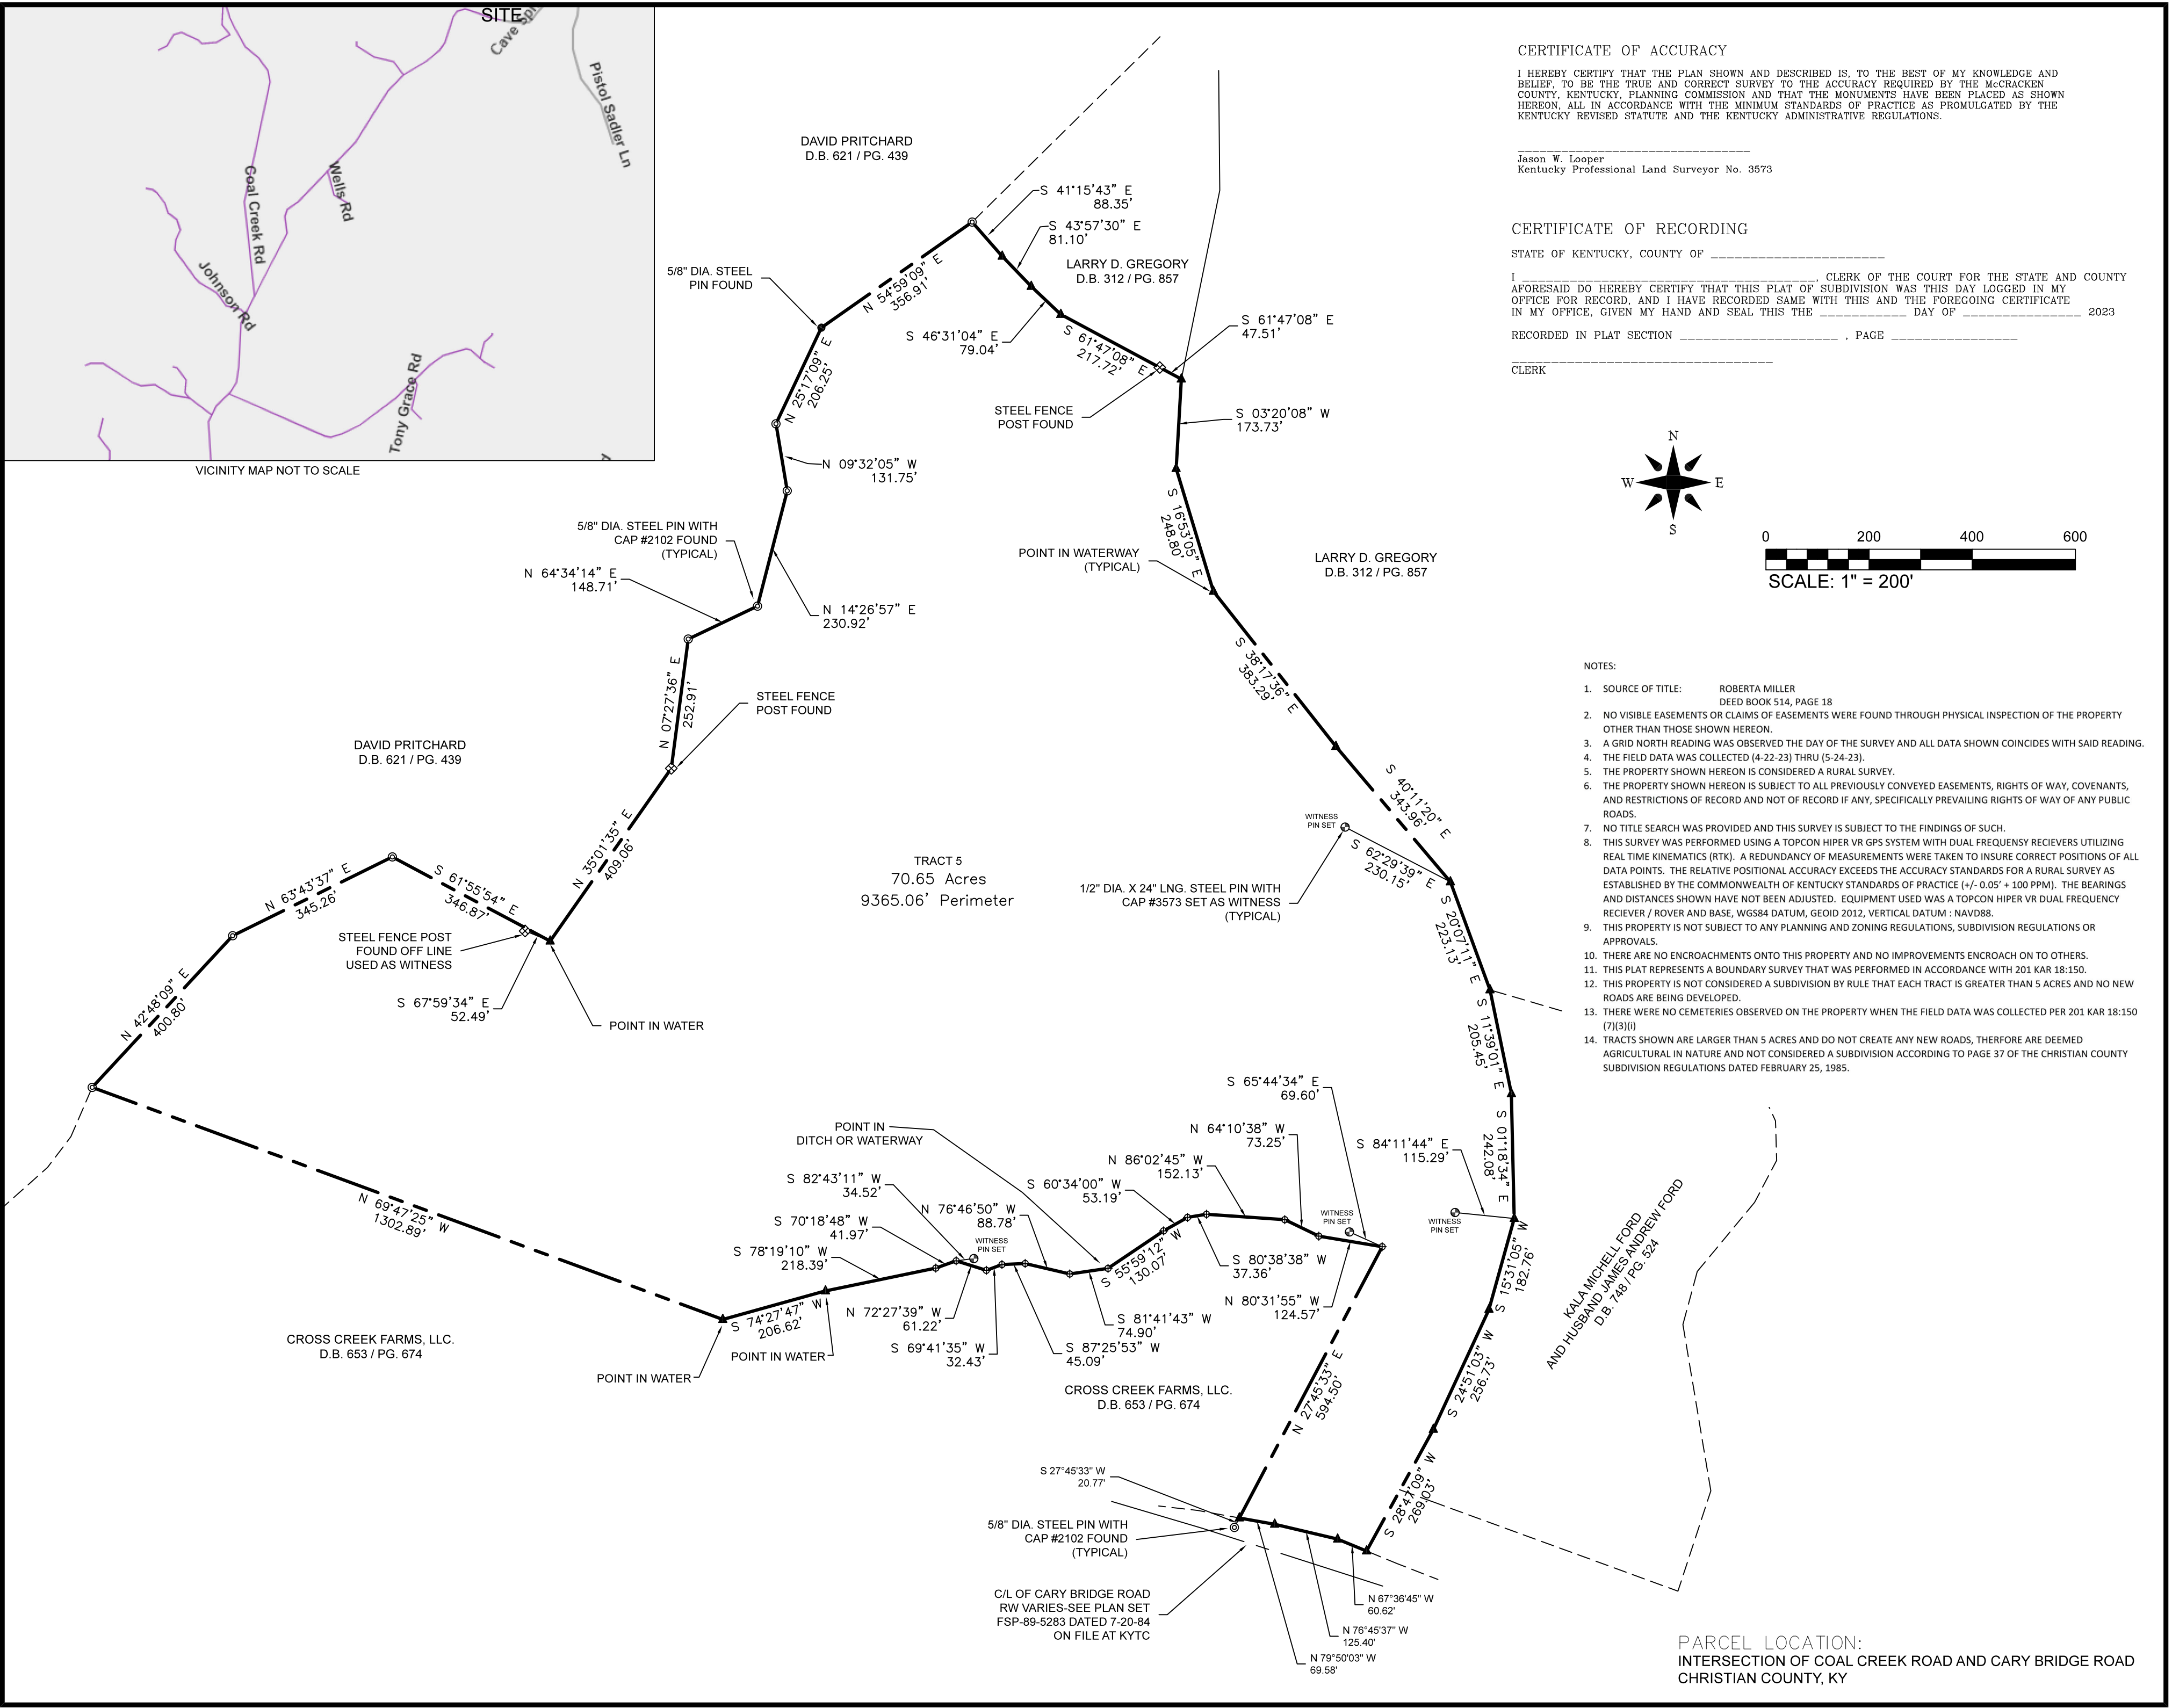 SITE
Cave Spr
Pistol Sadler Ln
Coal Creek Rd
Wells Rd
Johnson Rd
Tony Grace Rd
VICINITY MAP NOT TO SCALE
CERTIFICATE OF ACCURACY
I HEREBY CERTIFY THAT THE PLAN SHOWN AND DESCRIBED IS, TO THE BEST OF MY KNOWLEDGE AND
BELIEF, TO BE THE TRUE AND CORRECT SURVEY TO THE ACCURACY REQUIRED BY THE McCRACKEN
COUNTY, KENTUCKY, PLANNING COMMISSION AND THAT THE MONUMENTS HAVE BEEN PLACED AS SHOWN
HEREON, ALL IN ACCORDANCE WITH THE MINIMUM STANDARDS OF PRACTICE AS PROMULGATED BY THE
KENTUCKY REVISED STATUTE AND THE KENTUCKY ADMINISTRATIVE REGULATIONS.
Jason W. Looper
Kentucky Professional Land Surveyor No. 3573
CERTIFICATE OF RECORDING
STATE OF KENTUCKY, COUNTY OF ______________________
I ____________________________________, CLERK OF THE COURT FOR THE STATE AND COUNTY
AFORESAID DO HEREBY CERTIFY THAT THIS PLAT OF SUBDIVISION WAS THIS DAY LOGGED IN MY
OFFICE FOR RECORD, AND I HAVE RECORDED SAME WITH THIS AND THE FOREGOING CERTIFICATE
IN MY OFFICE, GIVEN MY HAND AND SEAL THIS THE ___________ DAY OF _______________ 2023
RECORDED IN PLAT SECTION ____________________ , PAGE ________________
CLERK
N
W E
S
0 200 400 600
SCALE: 1" = 200'
NOTES:
1. SOURCE OF TITLE: ROBERTA MILLER
DEED BOOK 514, PAGE 18
2. NO VISIBLE EASEMENTS OR CLAIMS OF EASEMENTS WERE FOUND THROUGH PHYSICAL INSPECTION OF THE PROPERTY
OTHER THAN THOSE SHOWN HEREON.
3. A GRID NORTH READING WAS OBSERVED THE DAY OF THE SURVEY AND ALL DATA SHOWN COINCIDES WITH SAID READING.
4. THE FIELD DATA WAS COLLECTED (4-22-23) THRU (5-24-23).
5. THE PROPERTY SHOWN HEREON IS CONSIDERED A RURAL SURVEY.
6. THE PROPERTY SHOWN HEREON IS SUBJECT TO ALL PREVIOUSLY CONVEYED EASEMENTS, RIGHTS OF WAY, COVENANTS,
AND RESTRICTIONS OF RECORD AND NOT OF RECORD IF ANY, SPECIFICALLY PREVAILING RIGHTS OF WAY OF ANY PUBLIC
ROADS.
7. NO TITLE SEARCH WAS PROVIDED AND THIS SURVEY IS SUBJECT TO THE FINDINGS OF SUCH.
8. THIS SURVEY WAS PERFORMED USING A TOPCON HIPER VR GPS SYSTEM WITH DUAL FREQUENSY RECIEVERS UTILIZING
REAL TIME KINEMATICS (RTK). A REDUNDANCY OF MEASUREMENTS WERE TAKEN TO INSURE CORRECT POSITIONS OF ALL
DATA POINTS. THE RELATIVE POSITIONAL ACCURACY EXCEEDS THE ACCURACY STANDARDS FOR A RURAL SURVEY AS
ESTABLISHED BY THE COMMONWEALTH OF KENTUCKY STANDARDS OF PRACTICE (+/- 0.05' + 100 PPM). THE BEARINGS
AND DISTANCES SHOWN HAVE NOT BEEN ADJUSTED. EQUIPMENT USED WAS A TOPCON HIPER VR DUAL FREQUENCY
RECIEVER / ROVER AND BASE, WGS84 DATUM, GEOID 2012, VERTICAL DATUM : NAVD88.
9. THIS PROPERTY IS NOT SUBJECT TO ANY PLANNING AND ZONING REGULATIONS, SUBDIVISION REGULATIONS OR
APPROVALS.
10. THERE ARE NO ENCROACHMENTS ONTO THIS PROPERTY AND NO IMPROVEMENTS ENCROACH ON TO OTHERS.
11. THIS PLAT REPRESENTS A BOUNDARY SURVEY THAT WAS PERFORMED IN ACCORDANCE WITH 201 KAR 18:150.
12. THIS PROPERTY IS NOT CONSIDERED A SUBDIVISION BY RULE THAT EACH TRACT IS GREATER THAN 5 ACRES AND NO NEW
ROADS ARE BEING DEVELOPED.
13. THERE WERE NO CEMETERIES OBSERVED ON THE PROPERTY WHEN THE FIELD DATA WAS COLLECTED PER 201 KAR 18:150
(7)(3)(i)
14. TRACTS SHOWN ARE LARGER THAN 5 ACRES AND DO NOT CREATE ANY NEW ROADS, THERFORE ARE DEEMED
AGRICULTURAL IN NATURE AND NOT CONSIDERED A SUBDIVISION ACCORDING TO PAGE 37 OF THE CHRISTIAN COUNTY
SUBDIVISION REGULATIONS DATED FEBRUARY 25, 1985.
DAVID PRITCHARD
D.B. 621 / PG. 439
S 41°15'43" E
88.35'
S 43°57'30" E
81.10'
LARRY D. GREGORY
D.B. 312 / PG. 857
5/8" DIA. STEEL
PIN FOUND
N 54°59'09" E
356.91'
S 46°31'04" E
79.04'
S 61°47'08" E
217.72'
S 61°47'08" E
47.51'
N 25°17'09" E
206.25'
STEEL FENCE
POST FOUND
S 03°20'08" W
173.73'
N 09°32'05" W
131.75'
5/8" DIA. STEEL PIN WITH
CAP #2102 FOUND
(TYPICAL)
S 16°53'05" E
248.80'
POINT IN WATERWAY
(TYPICAL)
LARRY D. GREGORY
D.B. 312 / PG. 857
N 64°34'14" E
148.71'
N 14°26'57" E
230.92'
N 07°27'36" E
252.91'
STEEL FENCE
POST FOUND
S 38°17'36" E
383.29'
DAVID PRITCHARD
D.B. 621 / PG. 439
S 40°11'20" E
343.96'
WITNESS
PIN SET
S 62°29'39" E
230.15'
N 35°01'35" E
409.06'
TRACT 5
70.65 Acres
9365.06' Perimeter
1/2" DIA. X 24" LNG. STEEL PIN WITH
CAP #3573 SET AS WITNESS
(TYPICAL)
N 63°43'37" E
345.26'
S 61°55'54" E
346.87'
STEEL FENCE POST
FOUND OFF LINE
USED AS WITNESS
S 20°07'11" E
223.13'
N 42°48'09" E
400.80'
S 67°59'34" E
52.49'
POINT IN WATER
S 11°39'01" E
205.45'
S 65°44'34" E
69.60'
POINT IN
DITCH OR WATERWAY
N 64°10'38" W
73.25'
S 84°11'44" E
115.29'
S 01°18'34" E
242.08'
N 86°02'45" W
152.13'
S 60°34'00" W
53.19'
S 82°43'11" W
34.52'
N 76°46'50" W
88.78'
S 70°18'48" W
41.97'
S 78°19'10" W
218.39'
WITNESS
PIN SET
WITNESS
PIN SET
WITNESS
PIN SET
N 69°47'25" W
1302.89'
S 55°59'12" W
130.07'
S 80°38'38" W
37.36'
N 80°31'55" W
124.57'
S 15°31'05" W
182.76'
KALA MICHELL FORD
AND HUSBAND JAMES ANDREW FORD
D.B. 748 / PG. 524
S 74°27'47" W
206.62'
N 72°27'39" W
61.22'
S 81°41'43" W
74.90'
S 69°41'35" W
32.43'
S 87°25'53" W
45.09'
CROSS CREEK FARMS, LLC.
D.B. 653 / PG. 674
POINT IN WATER
POINT IN WATER
CROSS CREEK FARMS, LLC.
D.B. 653 / PG. 674
N 27°45'33" E
594.50'
S 24°51'03" W
256.73'
S 28°47'09" W
269.03'
S 27°45'33" W
20.77'
5/8" DIA. STEEL PIN WITH
CAP #2102 FOUND
(TYPICAL)
C/L OF CARY BRIDGE ROAD
RW VARIES-SEE PLAN SET
FSP-89-5283 DATED 7-20-84
ON FILE AT KYTC
N 67°36'45" W
60.62'
N 76°45'37" W
125.40'
N 79°50'03" W
69.58'
PARCEL LOCATION:
INTERSECTION OF COAL CREEK ROAD AND CARY BRIDGE ROAD
CHRISTIAN COUNTY, KY